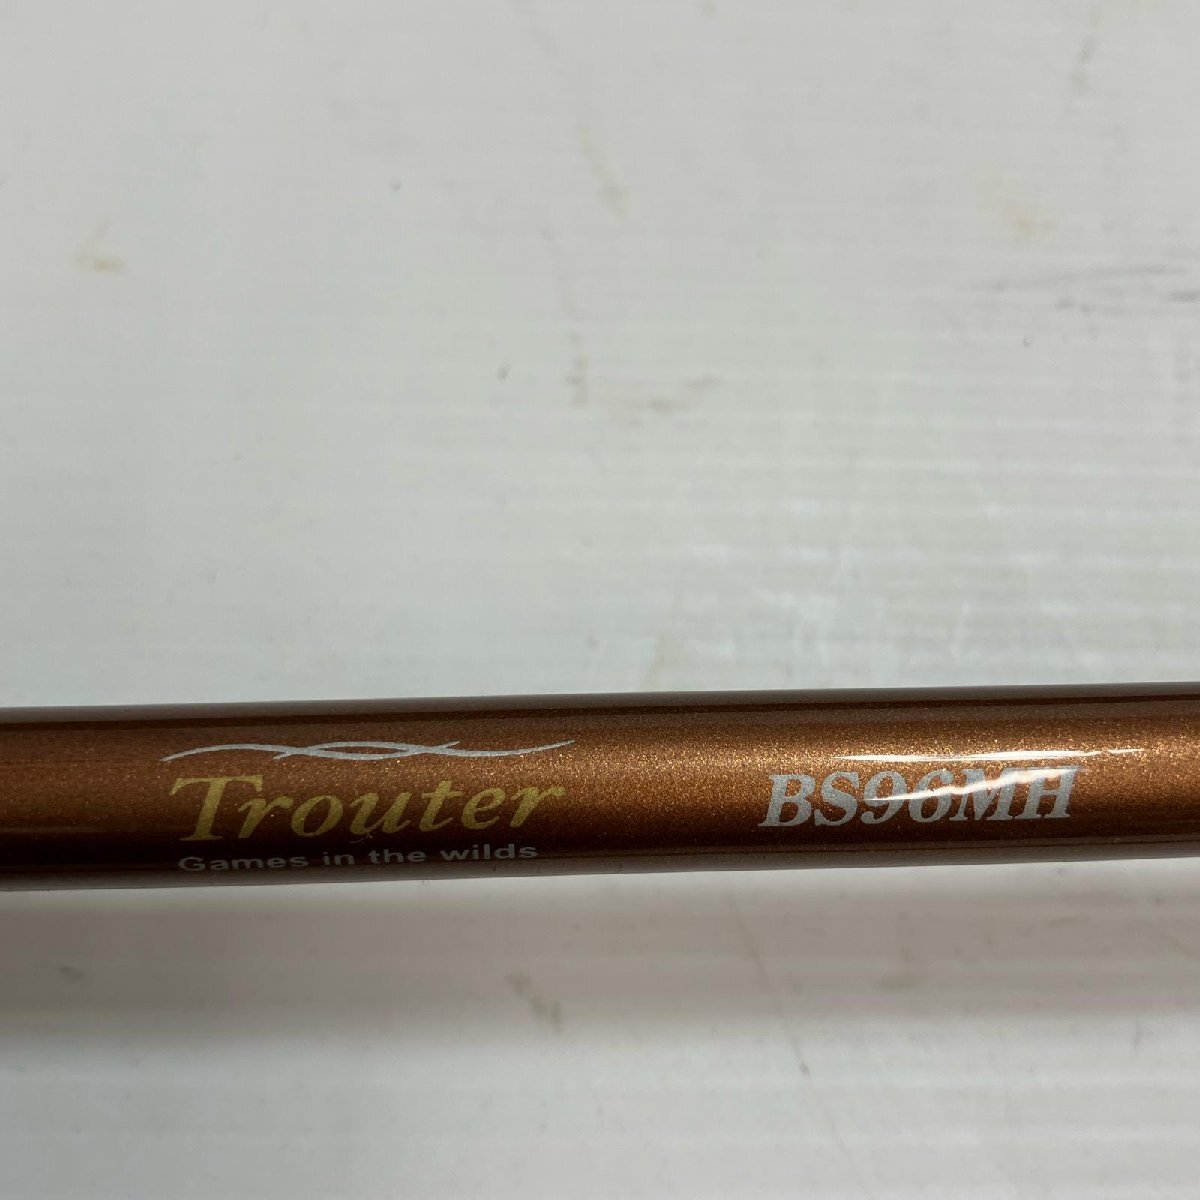 Trouter
Games in the wilds
BS96MH